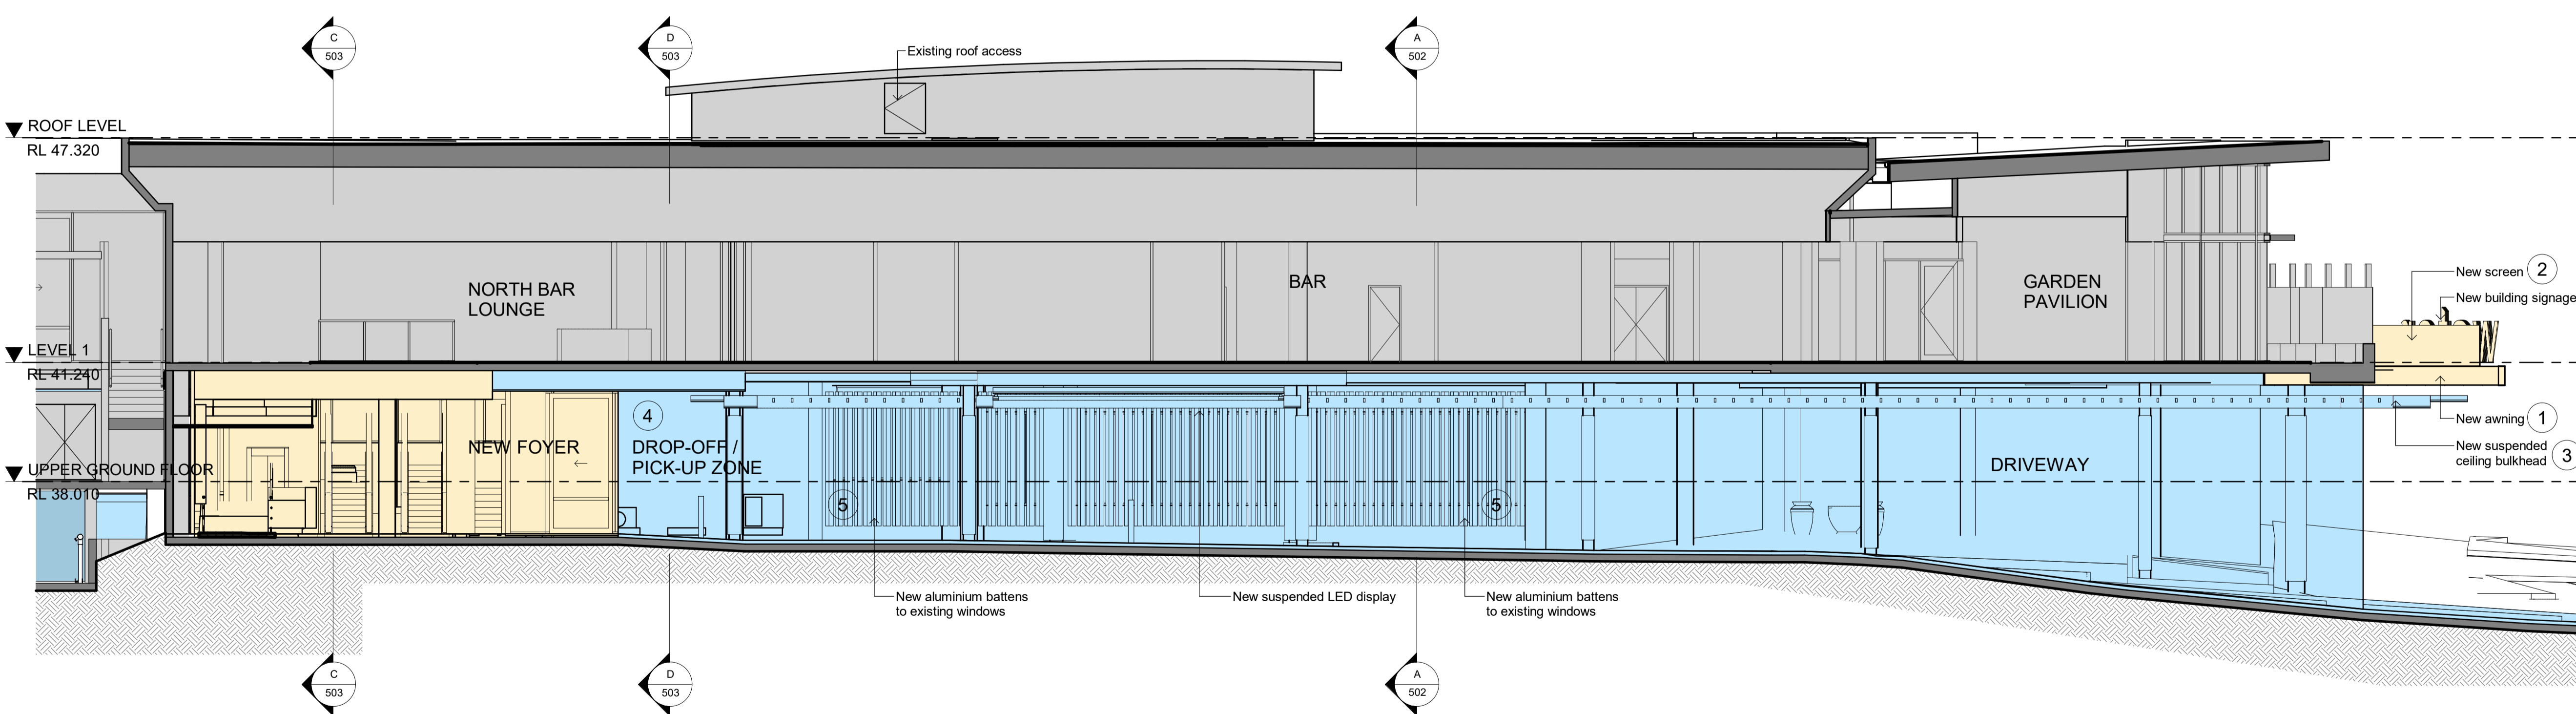 C
503
D
503
A
502
Existing roof access
ROOF LEVEL
RL 47.320
NORTH BAR
LOUNGE
BAR
GARDEN
PAVILION
New screen 2
New building signage
LEVEL 1
RL 41.240
4
NEW FOYER
DROP-OFF /
PICK-UP ZONE
DRIVEWAY
New awning 1
New suspended
ceiling bulkhead 3
UPPER GROUND FLOOR
RL 38.010
5
5
New aluminium battens
to existing windows
New suspended LED display
New aluminium battens
to existing windows
C
503
D
503
A
502